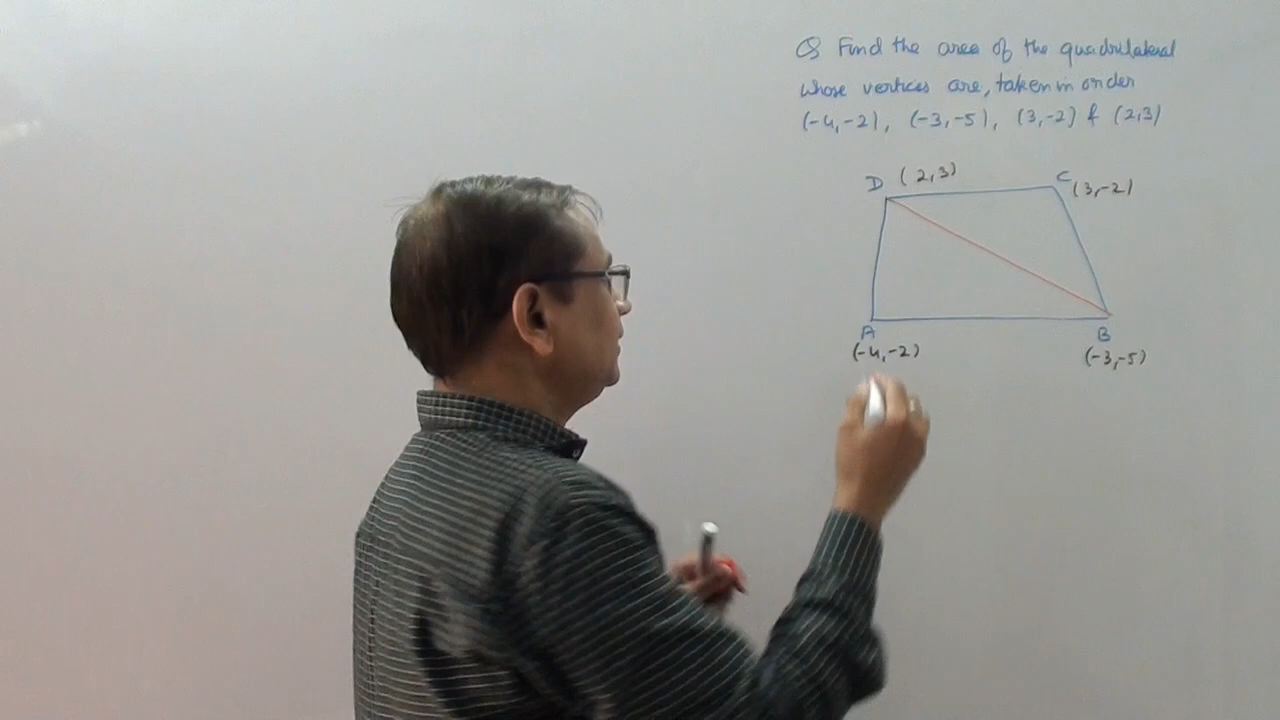 Q Find the area of the quadrilateral
whose vertices are, taken in order
(-4,-2), (-3,-5), (3,-2) & (2,3)
D (2,3) C (3,-2)
A B
(-4,-2) (-3,-5)